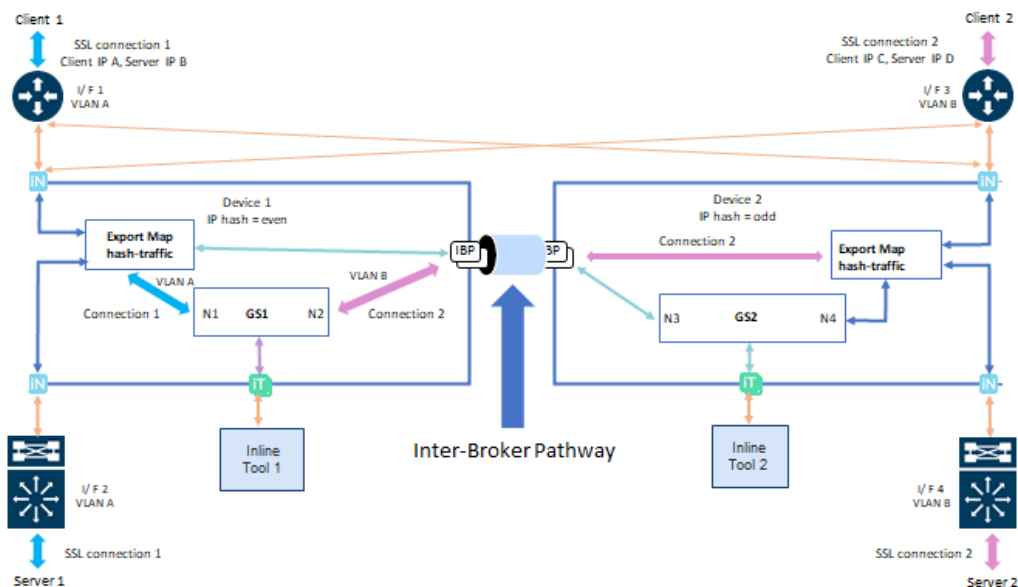 Client 1
Client 2
SSL connection 1
Client IP A, Server IP B
SSL connection 2
Client IP C, Server IP D
I/ F 1
VLAN A
I/ F 3
VLAN B
iN
iN
Device 1
IP hash = even
Device 2
IP hash = odd
Export Map
hash-traffic
IBP
BP
Connection 2
Export Map
hash-traffic
VLAN A
VLAN B
Connection 1
N1
GS1
N2
Connection 2
N3
GS2
N4
iN
iT
iT
iN
Inline
Tool 1
Inter-Broker Pathway
Inline
Tool 2
I/ F 2
VLAN A
I/ F 4
VLAN B
SSL connection 1
SSL connection 2
Server 1
Server 2